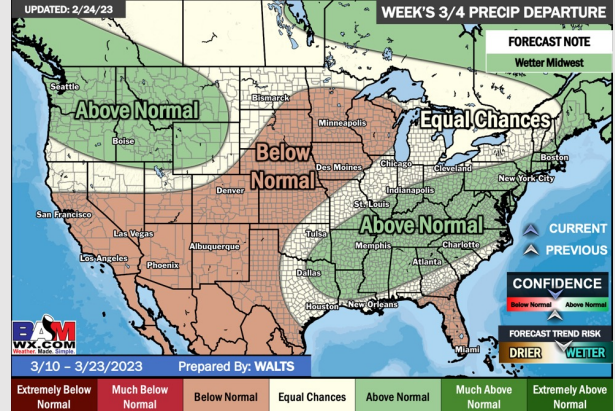 UPDATED: 2/24/23
WEEK'S 3/4 PRECIP DEPARTURE
FORECAST NOTE
Wetter Midwest
Seattle
Above Normal
Boise
Bismarck
Minneapolis
Equal Chances
Below
Normal
Des Moines
Chicago
Cleveland
Boston
New York City
Denver
Indianapolis
St. Louis
San Francisco
Las Vegas
Above Normal
Tulsa
Memphis
Charlotte
Los Angeles
Phoenix
Albuquerque
Atlanta
Dallas
Houston
New Orleans
Miami
CURRENT
PREVIOUS
CONFIDENCE
Below Normal
Above Normal
FORECAST TREND RISK
DRIER
WETTER
BAM
WX.COM
Weather. Made. Simple.
3/10 – 3/23/2023
Prepared By: WALTS
Extremely Below
Normal
Much Below
Normal
Below Normal
Equal Chances
Above Normal
Much Above
Normal
Extremely Above
Normal